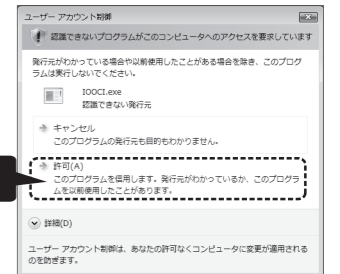 ユーザー アカウント制御
認識できないプログラムがこのコンピュータへのアクセスを要求しています
発行元がわかっている場合や以前使用したことがある場合を除き、このプログ
ラムは実行しないでください。
IOOCI.exe
認識できない発行元
キャンセル
このプログラムの発行元も目的もわかりません。
許可(A)
このプログラムを信用します。発行元がわかっているか、このプログラ
ムを以前使用したことがあります。
詳細(D)
ユーザー アカウント制御は、あなたの許可なくコンピュータに変更が適用される
のを防ぎます。